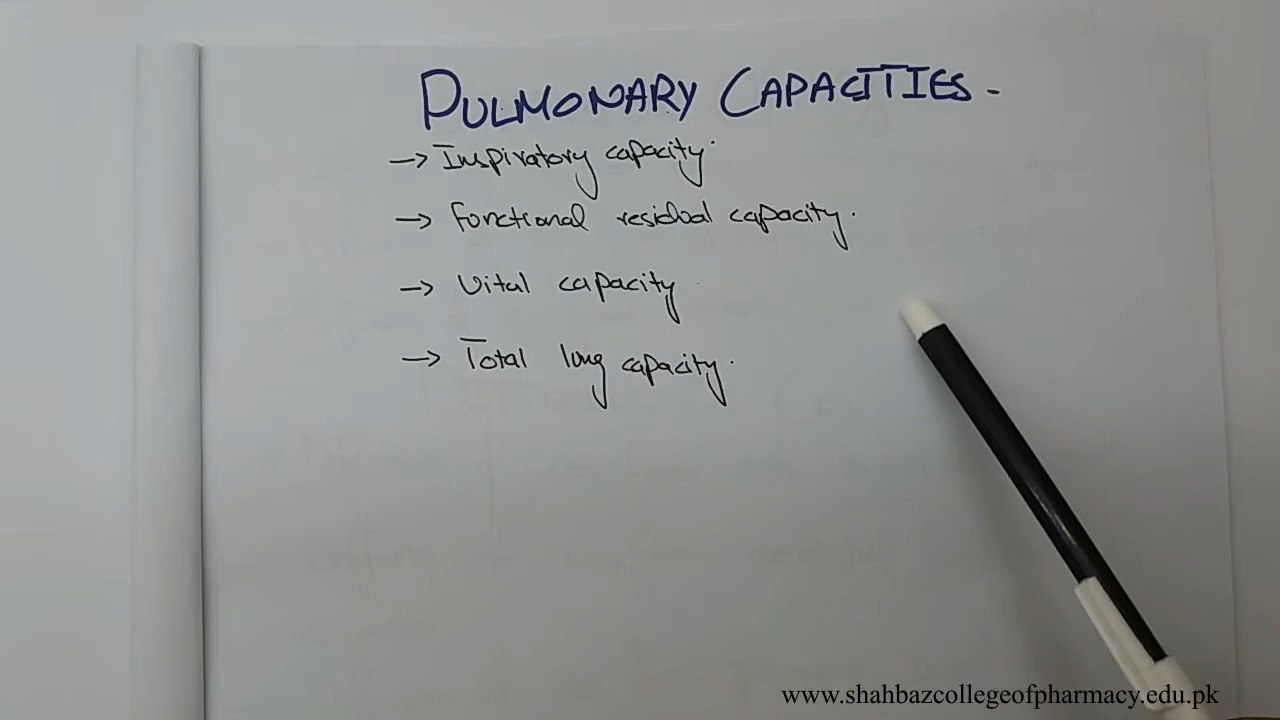 PULMONARY CAPACITIES -
→ Inspiratory capacity.
→ Functional residual capacity.
→ Vital capacity
→ Total lung capacity.
www.shahbazcollegeofpharmacy.edu.pk